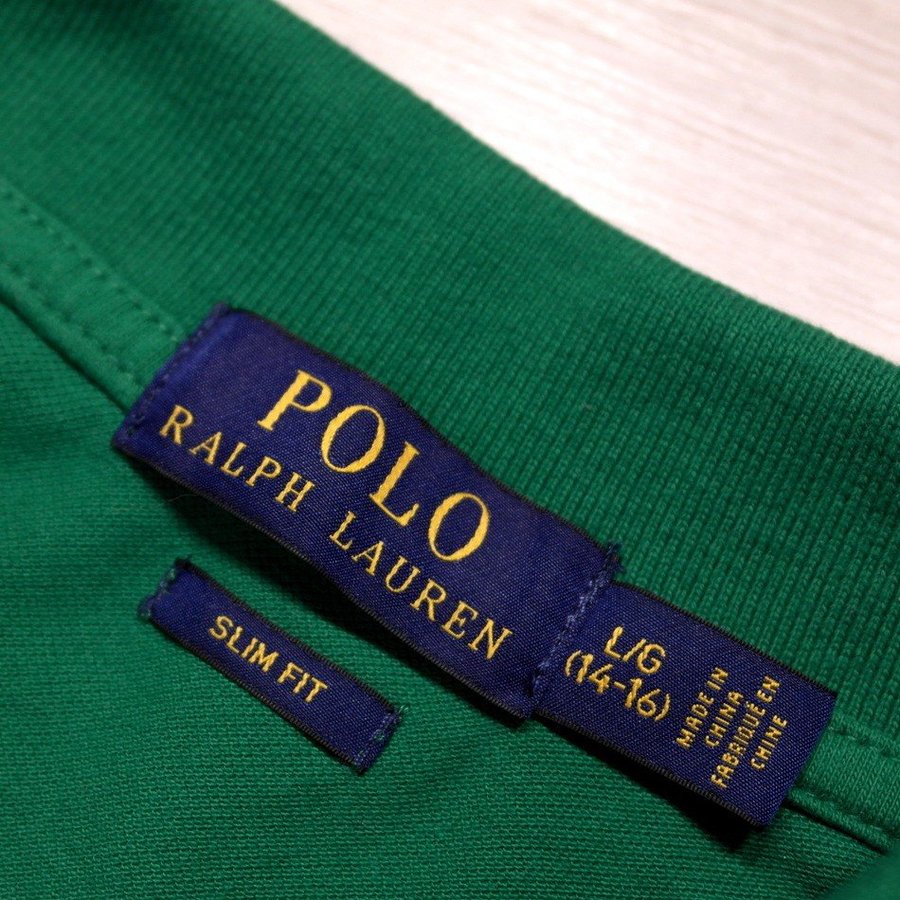 POLO
RALPH LAUREN
SLIM FIT
L/G
(14-16)
MADE IN
CHINA
FABRIQUÉ EN
CHINE